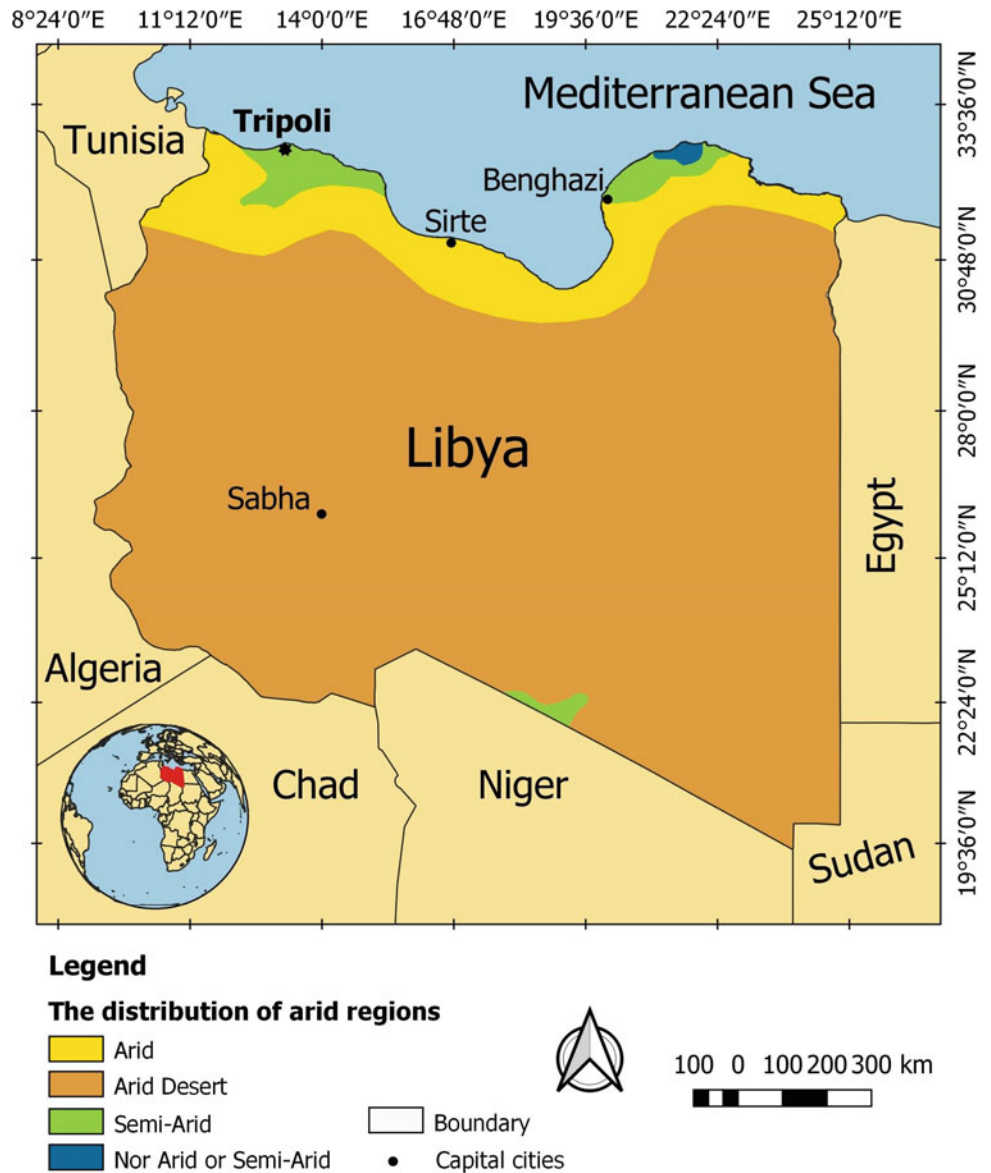 8°24′0″E 11°12′0″E 14°0′0″E 16°48′0″E 19°36′0″E 22°24′0″E 25°12′0″E
Mediterranean Sea
Tunisia
Tripoli
Benghazi
Sirte
Libya
Sabha
Egypt
Algeria
Chad
Niger
Sudan
33°36′0″N
30°48′0″N
28°0′0″N
25°12′0″N
22°24′0″N
19°36′0″N
Legend
The distribution of arid regions
Arid
Arid Desert
Semi-Arid
Nor Arid or Semi-Arid
Boundary
Capital cities
100 0 100 200 300 km